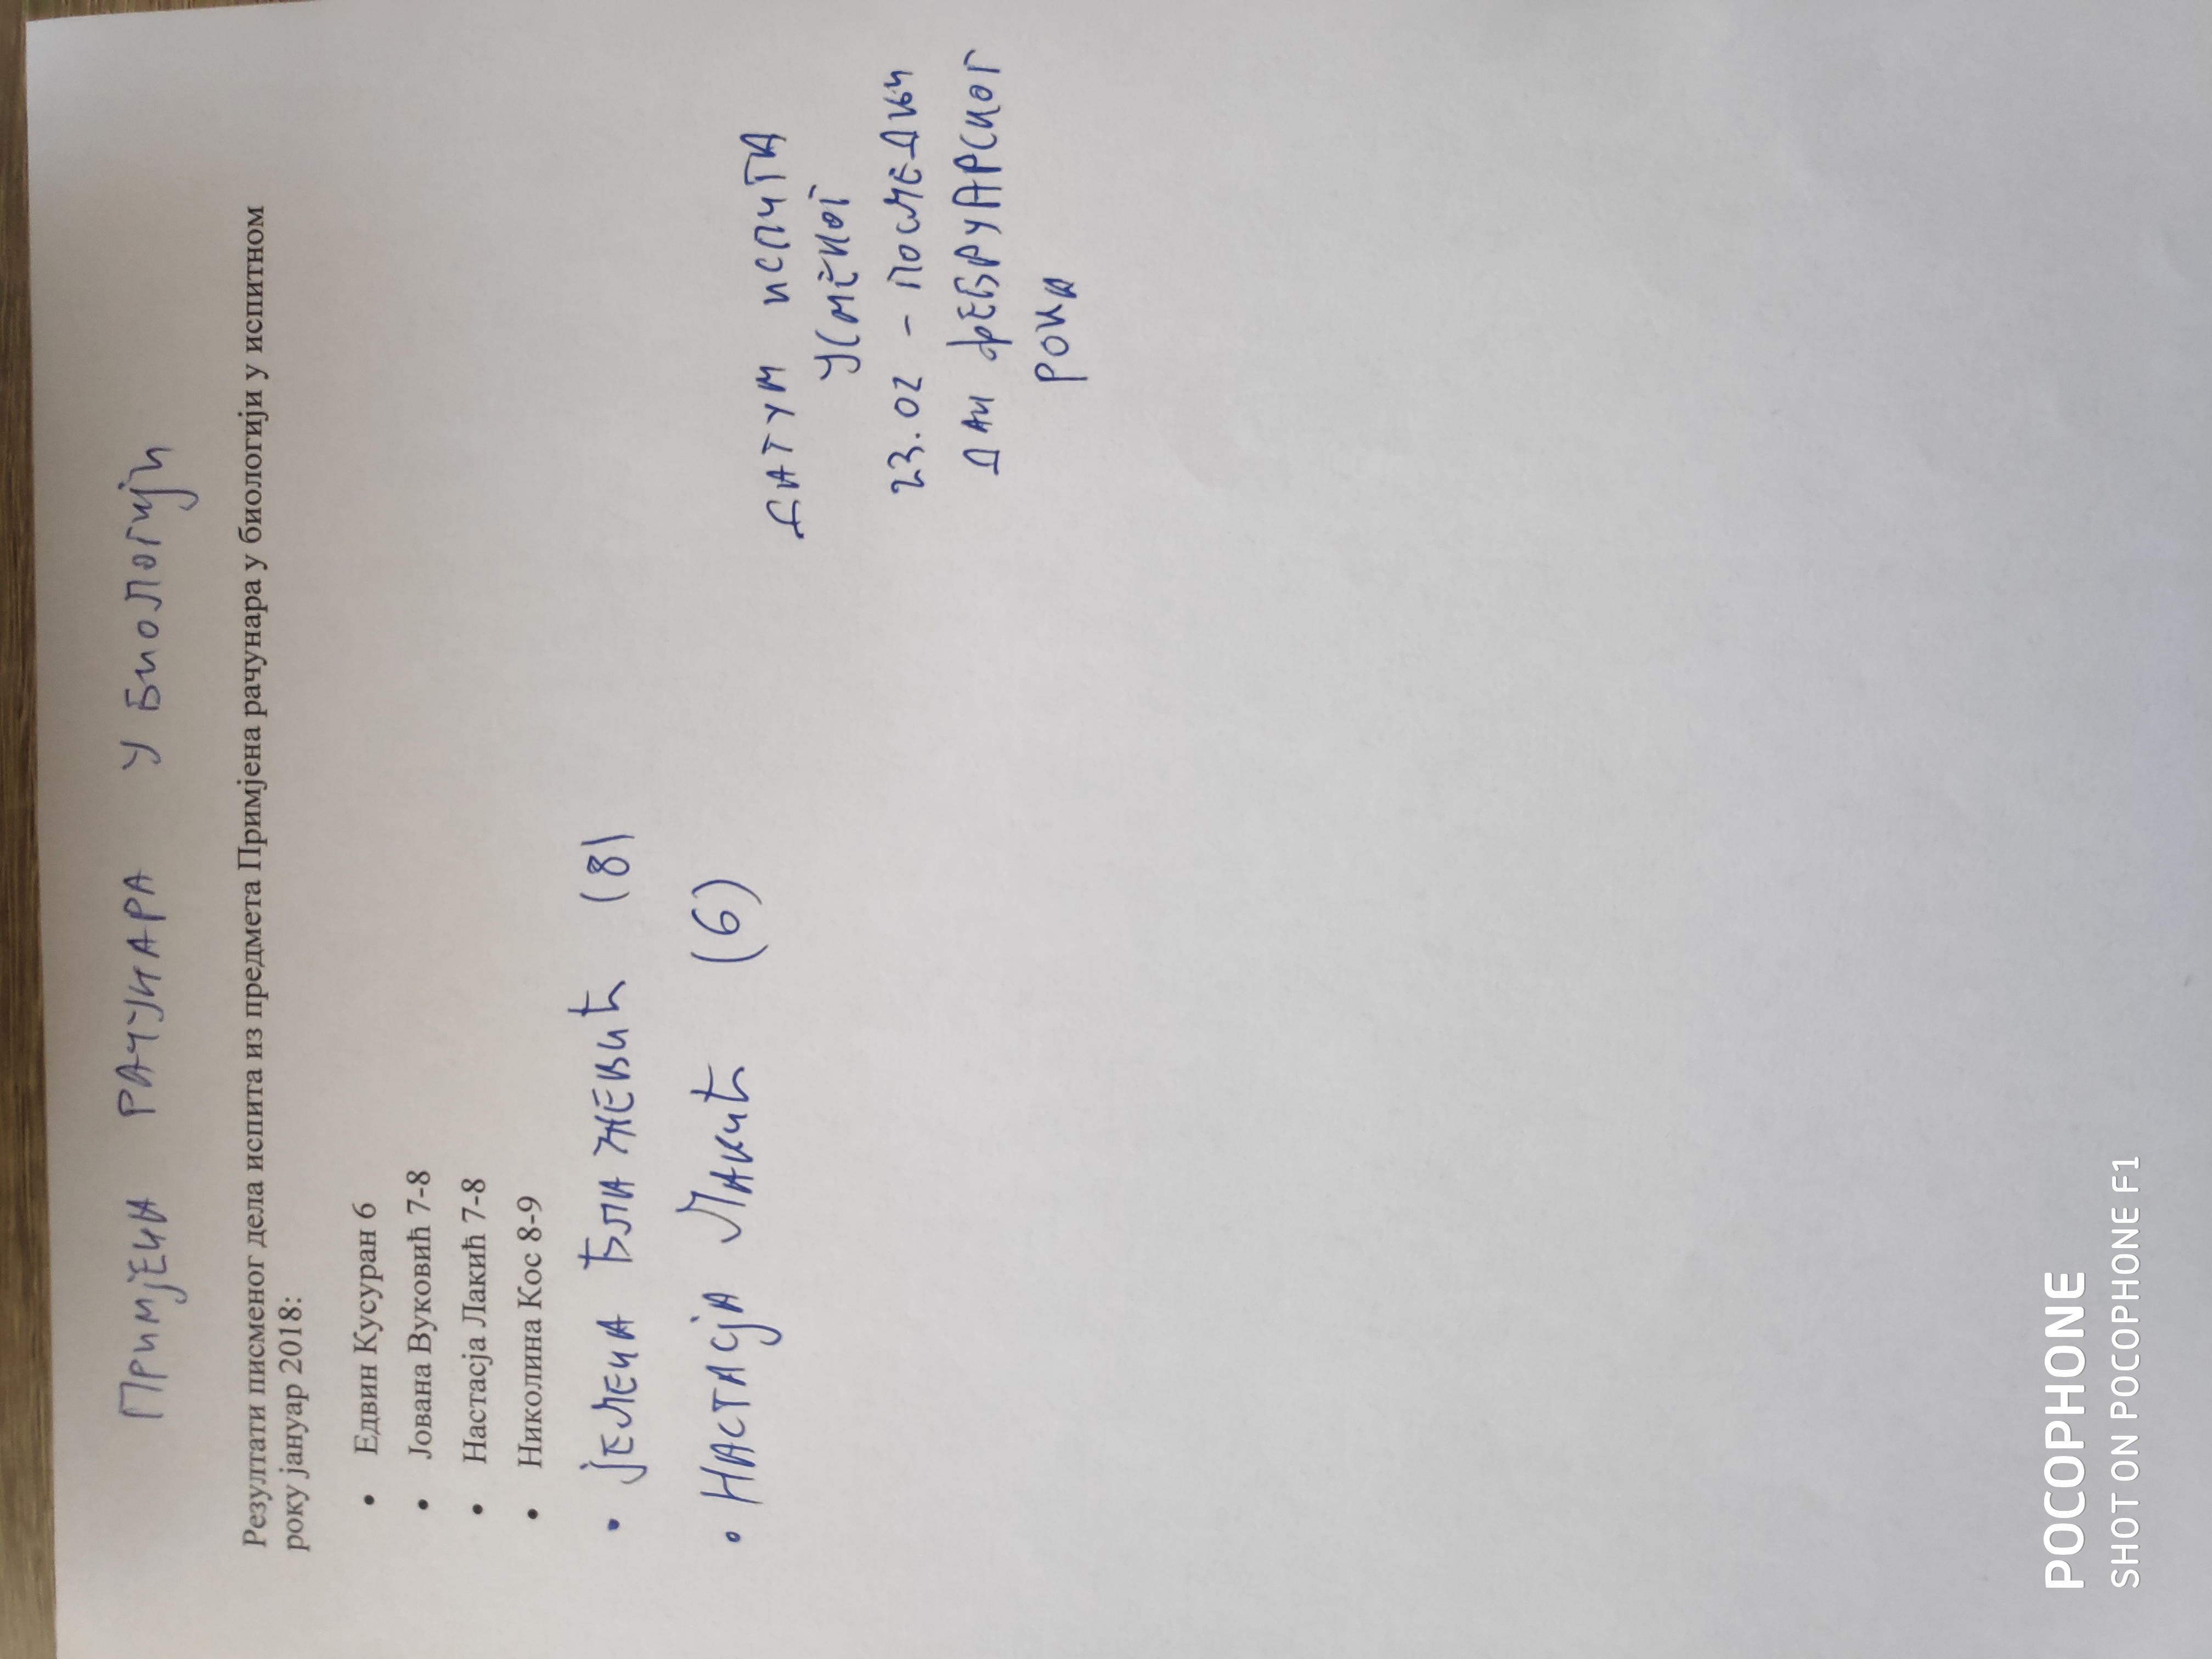 Примјена рачунара у биологији
Резултати писменог дела испита из предмета Примјена рачунара у биологији у испитном
року јануар 2018:
• Едвин Кусуран 6
• Јована Вуковић 7-8
• Настасја Лакић 7-8
• Николина Кос 8-9
• Јелена Блажевић (8)
• Настасја Лакић (6)
Датум испита
усменог
23.02 - последњи
дан фебруарског
рока
POCOPHONE
SHOT ON POCOPHONE F1